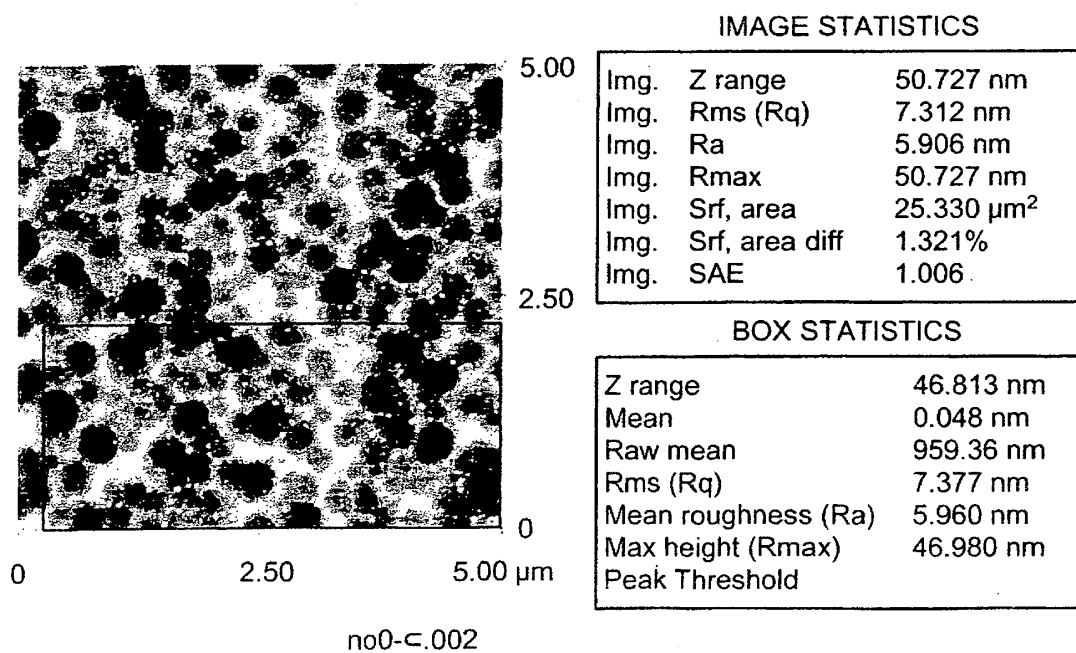 IMAGE STATISTICS
5.00
2.50
0
0 2.50 5.00 µm
no0-⊂.002
Img. Z range 50.727 nm
Img. Rms (Rq) 7.312 nm
Img. Ra 5.906 nm
Img. Rmax 50.727 nm
Img. Srf, area 25.330 µm²
Img. Srf, area diff 1.321%
Img. SAE 1.006
BOX STATISTICS
Z range 46.813 nm
Mean 0.048 nm
Raw mean 959.36 nm
Rms (Rq) 7.377 nm
Mean roughness (Ra) 5.960 nm
Max height (Rmax) 46.980 nm
Peak Threshold